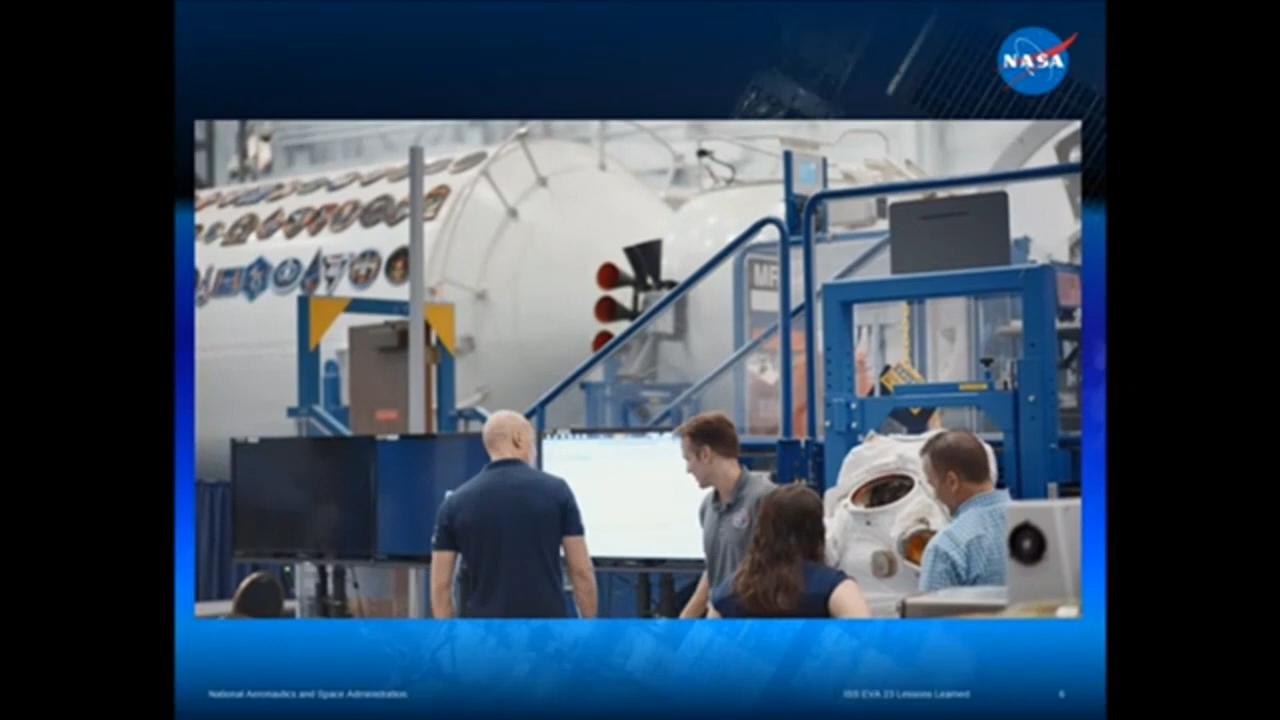 NASA
National Aeronautics and Space Administration
ISS EVA 23 Lessons Learned
6